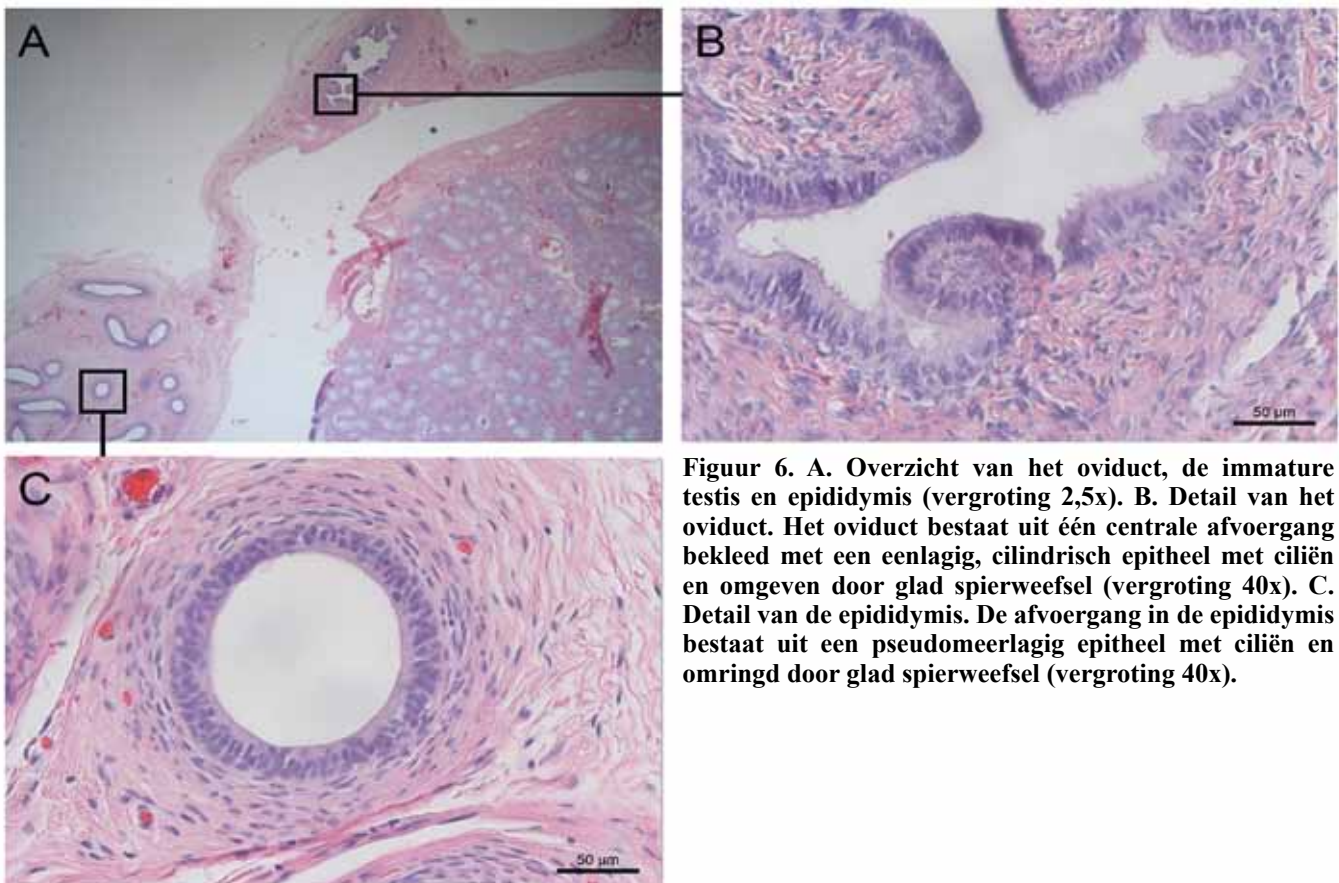 A
B
50 µm
C
50 µm
Figuur 6. A. Overzicht van het oviduct, de immature
testis en epididymis (vergroting 2,5x). B. Detail van het
oviduct. Het oviduct bestaat uit één centrale afvoergang
bekleed met een eenlagig, cilindrisch epitheel met ciliën
en omgeven door glad spierweefsel (vergroting 40x). C.
Detail van de epididymis. De afvoergang in de epididymis
bestaat uit een pseudomeerlagig epitheel met ciliën en
omringd door glad spierweefsel (vergroting 40x).